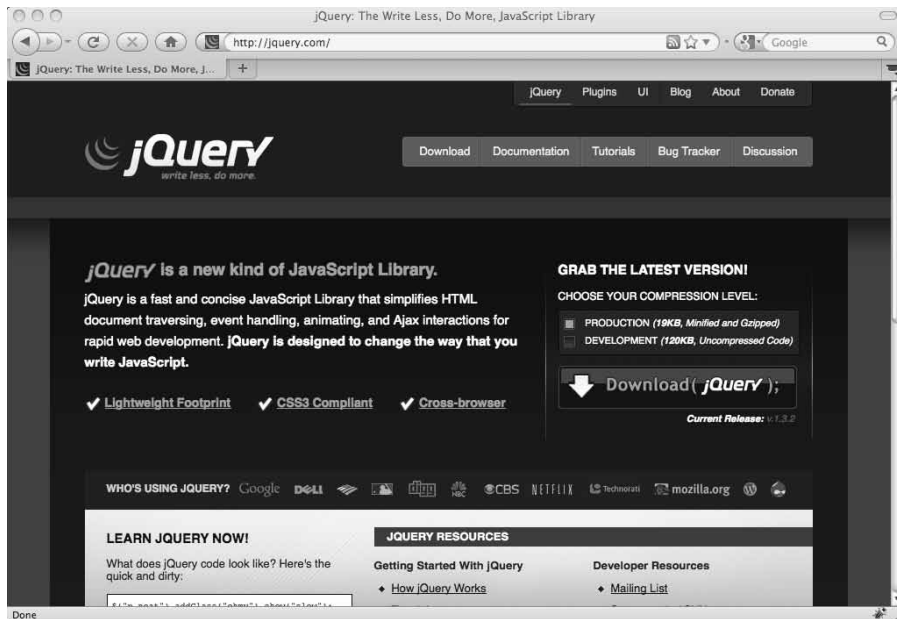 jQuery: The Write Less, Do More, JavaScript Library
http://jquery.com/
Google
jQuery: The Write Less, Do More, J... +
jQuery Plugins UI Blog About Donate
jQuery
write less, do more.
Download Documentation Tutorials Bug Tracker Discussion
jQuery is a new kind of JavaScript Library.
jQuery is a fast and concise JavaScript Library that simplifies HTML
document traversing, event handling, animating, and Ajax interactions for
rapid web development. jQuery is designed to change the way that you
write JavaScript.
Lightweight Footprint CSS3 Compliant Cross-browser
GRAB THE LATEST VERSION!
CHOOSE YOUR COMPRESSION LEVEL:
PRODUCTION (19KB, Minified and Gzipped)
DEVELOPMENT (120KB, Uncompressed Code)
Download( jQuery );
Current Release: v.1.3.2
WHO'S USING JQUERY? Google DELL NBC CBS NETFLIX Technorati mozilla.org
LEARN JQUERY NOW!
What does jQuery code look like? Here's the
quick and dirty:
JQUERY RESOURCES
Getting Started With jQuery
How jQuery Works
Developer Resources
Mailing List
Done